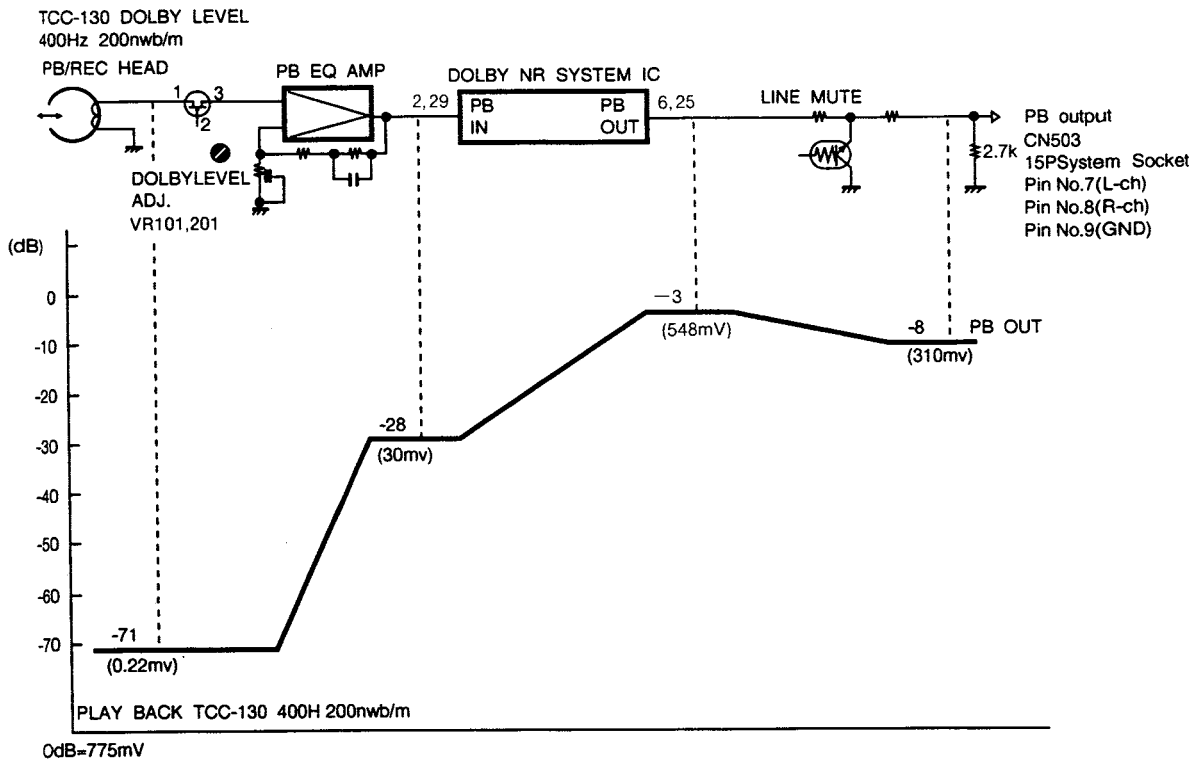 TCC-130 DOLBY LEVEL
400Hz 200nwb/m
PB/REC HEAD
1
3
2
PB EQ AMP
2,29
DOLBY NR SYSTEM IC
PB IN
PB OUT
6,25
LINE MUTE
2.7k
PB output
CN503
15PSystem Socket
Pin No.7(L-ch)
Pin No.8(R-ch)
Pin No.9(GND)
DOLBYLEVEL
ADJ.
VR101,201
(dB)
0
-10
-20
-30
-40
-50
-60
-70
-71
(0.22mv)
-28
(30mv)
—3
(548mV)
-8
(310mv)
PB OUT
PLAY BACK TCC-130 400H 200nwb/m
0dB=775mV